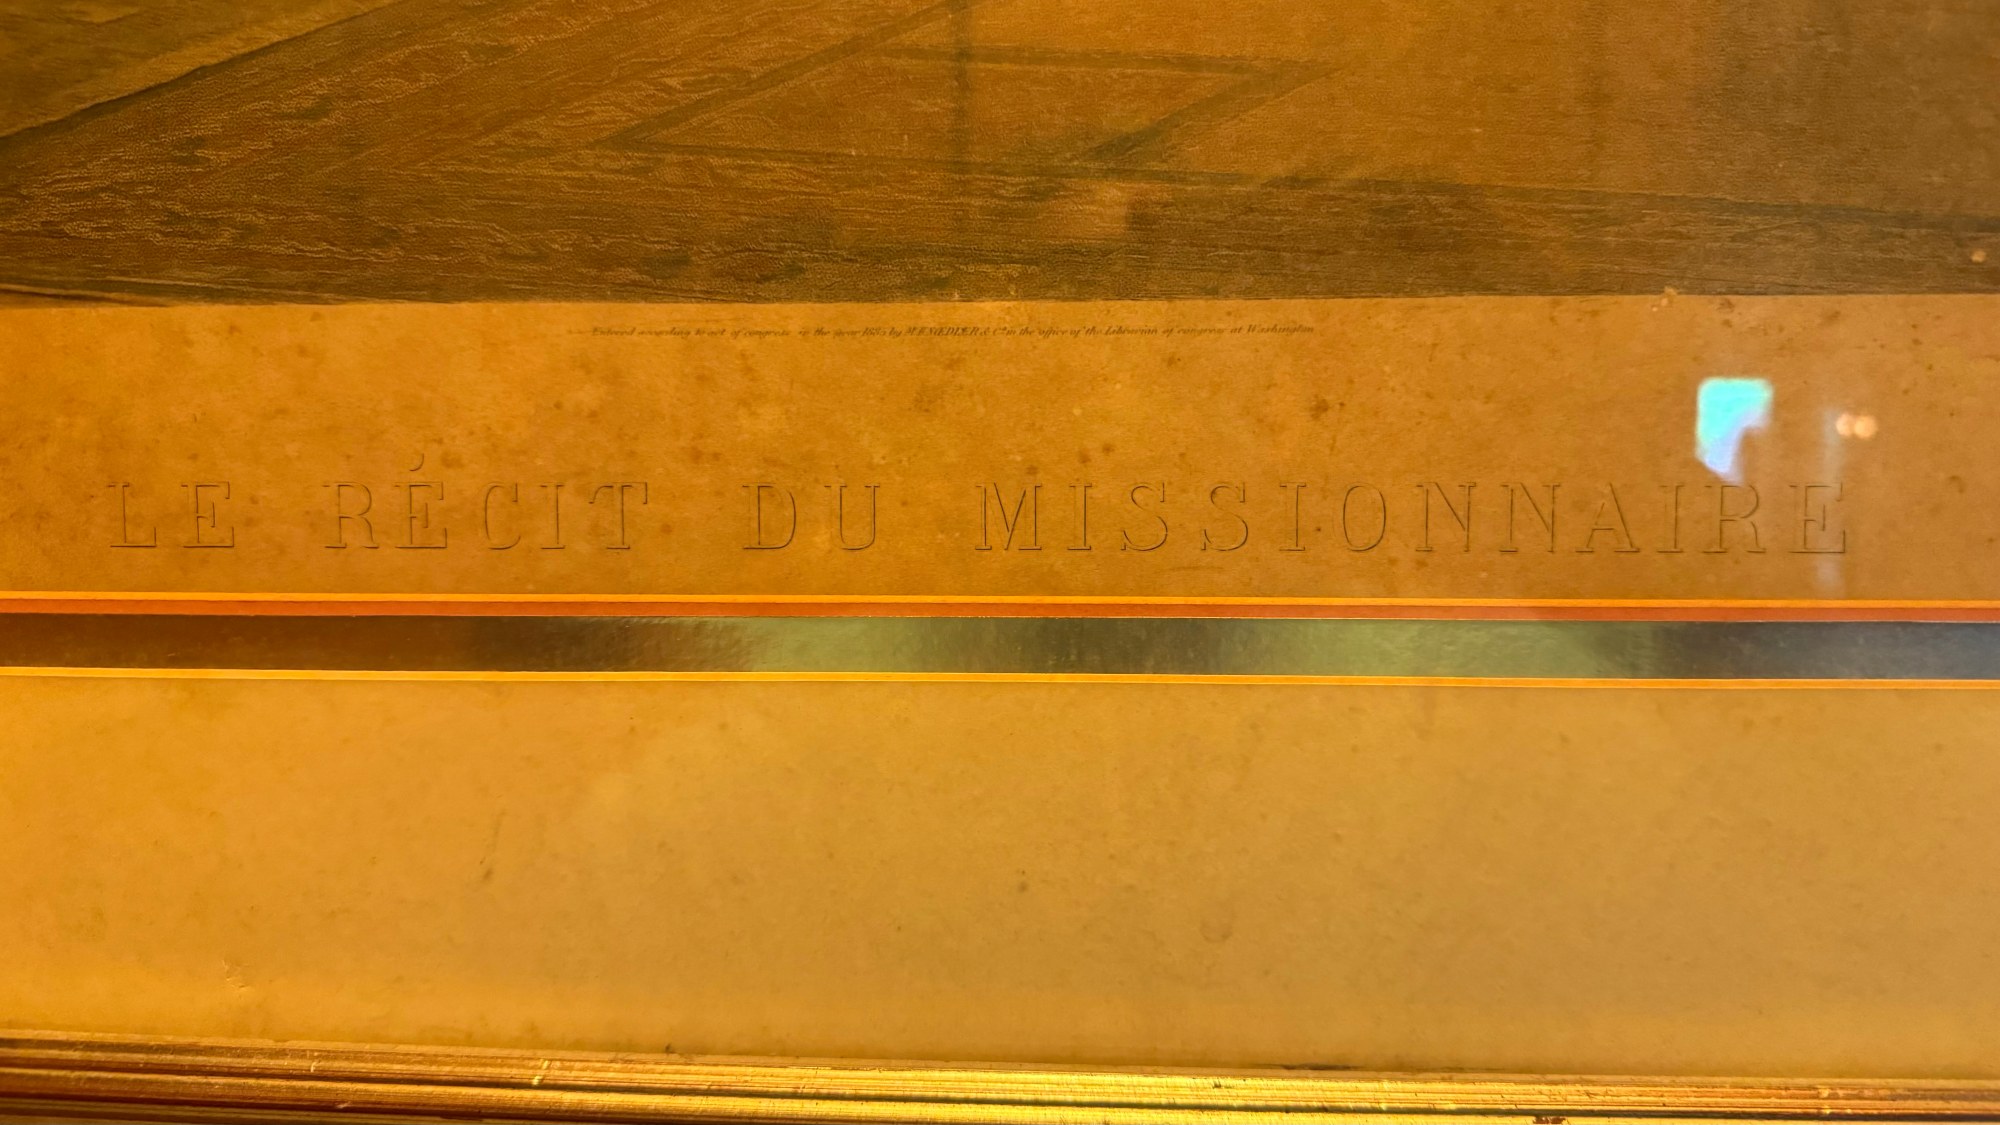 Entered according to act of congress in the year 1885 by M. KNOEDLER & Co. in the office of the Librarian of congress at Washington
LE RÉCIT DU MISSIONNAIRE